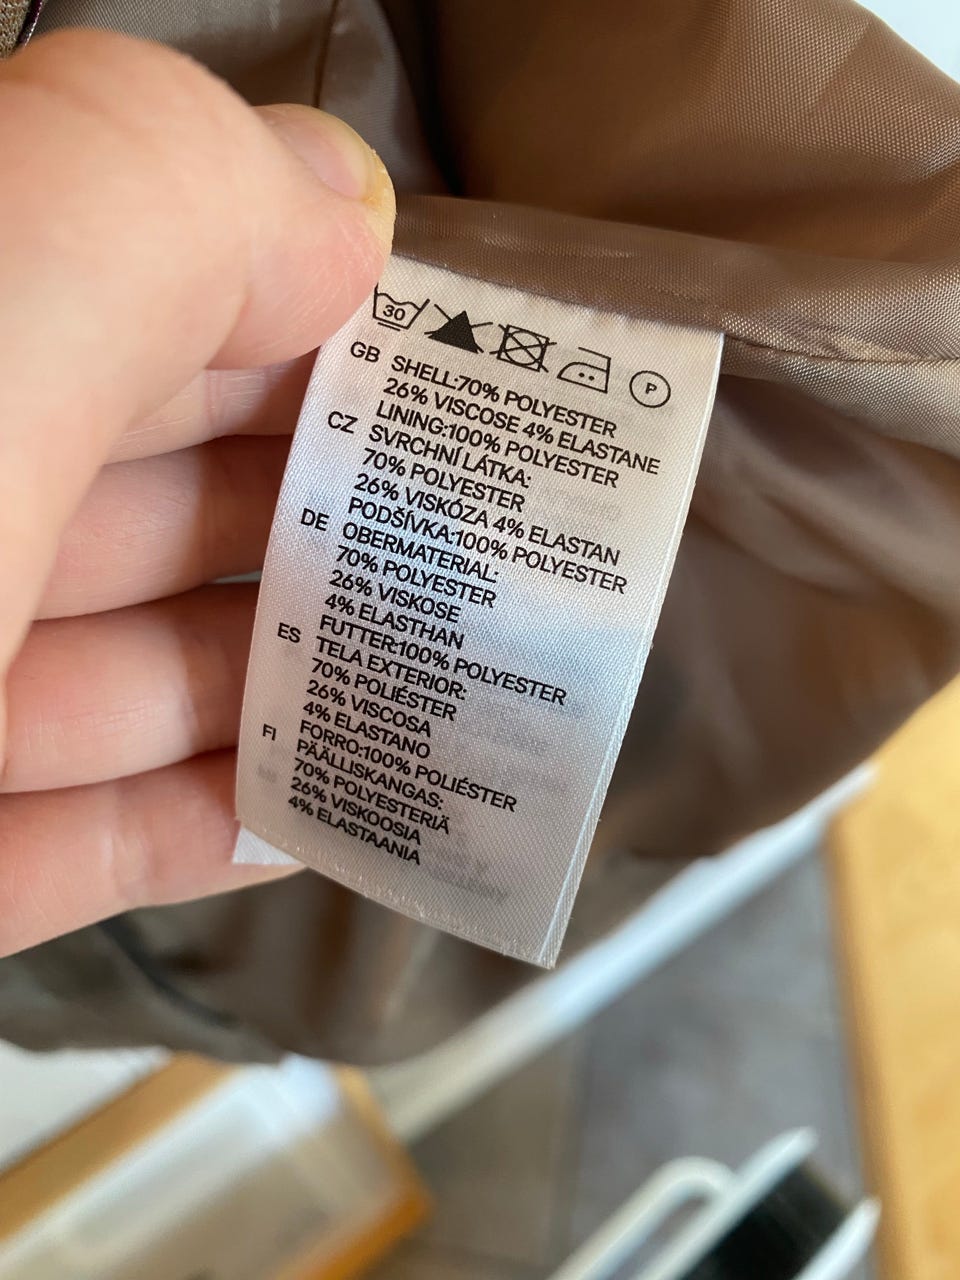 30
P
GB SHELL:70% POLYESTER
26% VISCOSE 4% ELASTANE
LINING:100% POLYESTER
CZ SVRCHNÍ LÁTKA:
70% POLYESTER
26% VISKÓZA 4% ELASTAN
PODŠÍVKA:100% POLYESTER
DE OBERMATERIAL:
70% POLYESTER
26% VISKOSE
4% ELASTHAN
FUTTER:100% POLYESTER
ES TELA EXTERIOR:
70% POLIÉSTER
26% VISCOSA
4% ELASTANO
FORRO:100% POLIÉSTER
FI PÄÄLLISKANGAS:
70% POLYESTERIÄ
26% VISKOOSIA
4% ELASTAANIA